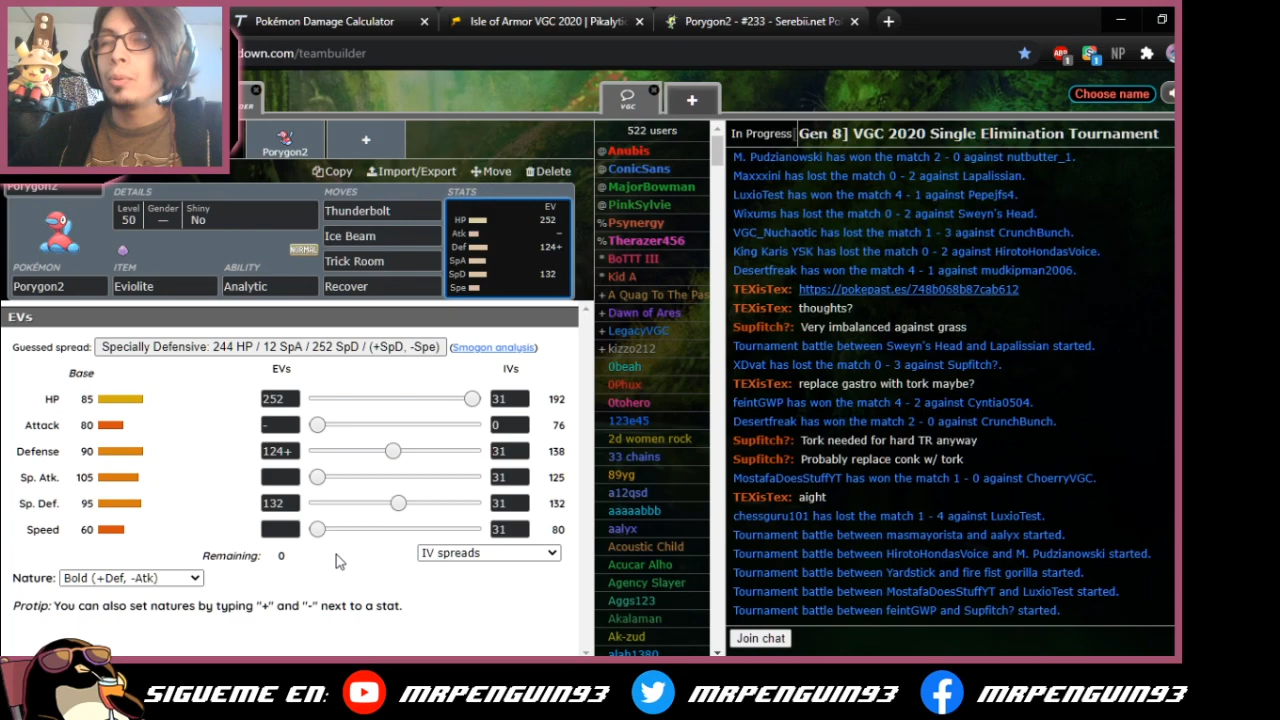 Pokémon Damage Calculator
Isle of Armor VGC 2020 | Pikalytic
Porygon2 - #233 - Serebii.net Po
down.com/teambuilder
ABP
1
1
NP
DER
VGC
Choose name
Porygon2
Copy Import/Export Move Delete
522 users
@Anubis
@ConicSans
@MajorBowman
@PinkSylvie
%Psynergy
%Therazer456
*BoTTT III
*Kid A
+A Quag To The Pas
+Dawn of Ares
+LegacyVGC
+kizzo212
0beah
0Phux
0tohero
123e45
2d women rock
33 chains
89yg
a12qsd
aaaaabbb
aalyx
Acoustic Child
Acucar Alho
Agency Slayer
Aggs123
Akalaman
Ak-zud
alah1380
In Progress
Gen 8] VGC 2020 Single Elimination Tournament
M. Pudzianowski has won the match 2 - 0 against nutbutter_1.
Maxxxini has lost the match 0 - 2 against Lapalissian.
LuxioTest has won the match 4 - 1 against Pepejfs4.
Wixums has lost the match 0 - 2 against Sweyn's Head.
VGC_Nuchaotic has lost the match 1 - 3 against CrunchBunch.
King Karis YSK has lost the match 0 - 2 against HirotoHondasVoice.
Desertfreak has won the match 4 - 1 against mudkipman2006.
TEXisTex: https://pokepast.es/748b068b87cab612
TEXisTex: thoughts?
Supfitch?: Very imbalanced against grass
Tournament battle between Sweyn's Head and Lapalissian started.
XDvat has lost the match 0 - 3 against Supfitch?.
TEXisTex: replace gastro with tork maybe?
feintGWP has won the match 4 - 2 against Cyntia0504.
Desertfreak has won the match 2 - 0 against CrunchBunch.
Supfitch?: Tork needed for hard TR anyway
Supfitch?: Probably replace conk w/ tork
MostafaDoesStuffYT has won the match 1 - 0 against ChoerryVGC.
TEXisTex: aight
chessguru101 has lost the match 1 - 4 against LuxioTest.
Tournament battle between masmayorista and aalyx started.
Tournament battle between HirotoHondasVoice and M. Pudzianowski started.
Tournament battle between Yardstick and fire fist gorilla started.
Tournament battle between MostafaDoesStuffYT and LuxioTest started.
Tournament battle between feintGWP and Supfitch? started.
Join chat
Porygon2
DETAILS
Level Gender Shiny
50 — No
NORMAL
POKÉMON ITEM ABILITY
Porygon2 Eviolite Analytic
MOVES
Thunderbolt
Ice Beam
Trick Room
Recover
STATS
EV
HP 252
Atk –
Def 124+
SpA
SpD 132
Spe
EVs
Guessed spread: Specially Defensive: 244 HP / 12 SpA / 252 SpD / (+SpD, -Spe) (Smogon analysis)
Base EVs IVs
HP 85 252 31 192
Attack 80 - 0 76
Defense 90 124+ 31 138
Sp. Atk. 105 31 125
Sp. Def. 95 132 31 132
Speed 60 31 80
Remaining: 0 IV spreads
Nature: Bold (+Def, -Atk)
Protip: You can also set natures by typing "+" and "-" next to a stat.
SIGUEME EN: MRPENGUIN93 MRPENGUIN93 MRPENGUIN93